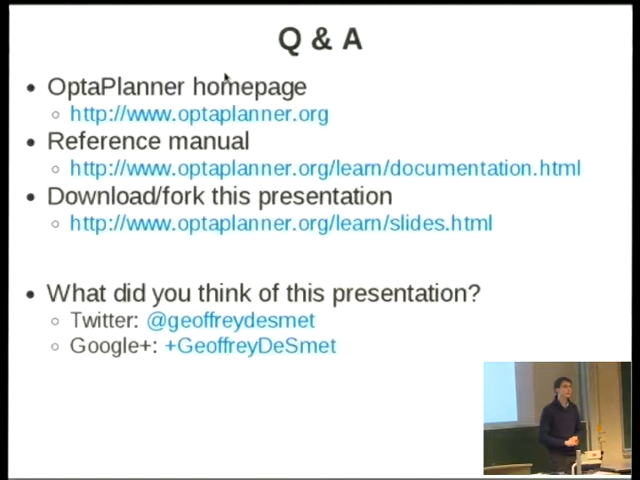 Q & A
• OptaPlanner homepage
○ http://www.optaplanner.org
• Reference manual
○ http://www.optaplanner.org/learn/documentation.html
• Download/fork this presentation
○ http://www.optaplanner.org/learn/slides.html
• What did you think of this presentation?
○ Twitter: @geoffreydesmet
○ Google+: +GeoffreyDeSmet